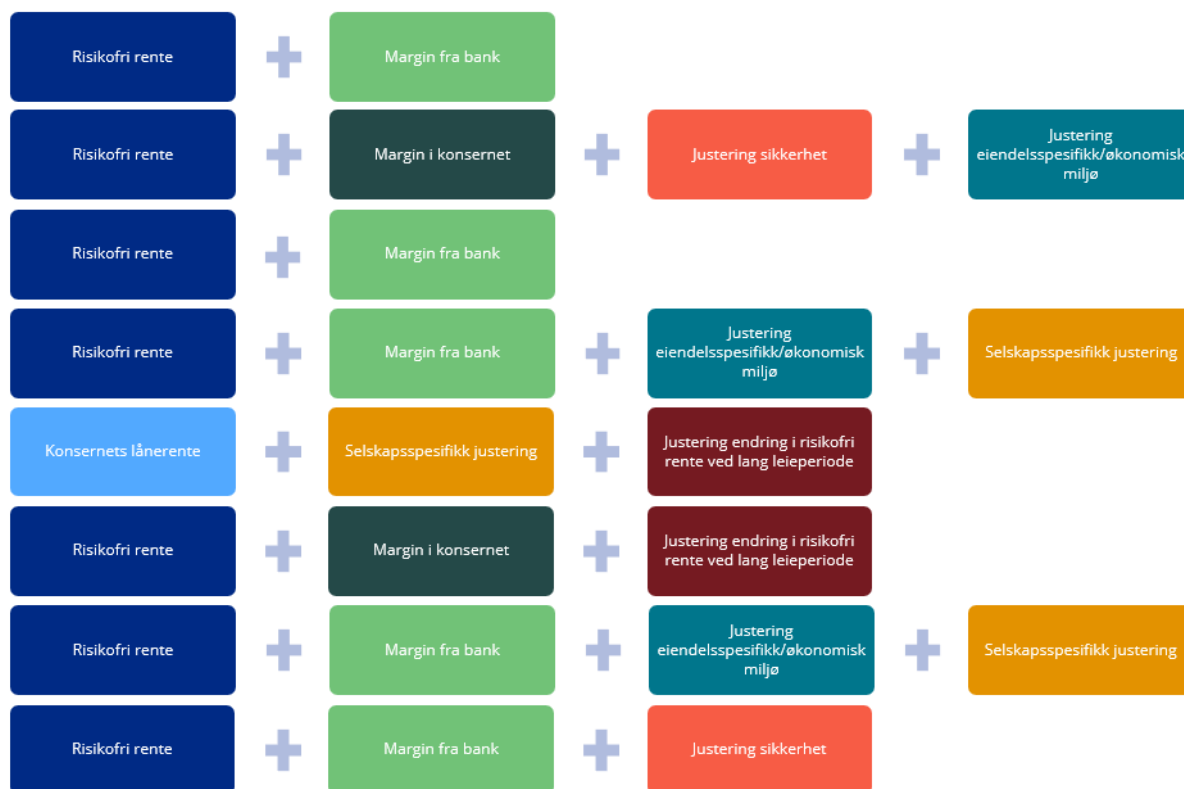 Risikofri rente
Margin fra bank
Risikofri rente
Margin i konsernet
Justering sikkerhet
Justering
eiendelsspesifikk/økonomisk
miljø
Risikofri rente
Margin fra bank
Risikofri rente
Margin fra bank
Justering
eiendelsspesifikk/økonomisk
miljø
Selskapsspesifikk justering
Konsernets lånerente
Selskapsspesifikk justering
Justering endring i risikofri
rente ved lang leieperiode
Risikofri rente
Margin i konsernet
Justering endring i risikofri
rente ved lang leieperiode
Risikofri rente
Margin fra bank
Justering
eiendelsspesifikk/økonomisk
miljø
Selskapsspesifikk justering
Risikofri rente
Margin fra bank
Justering sikkerhet